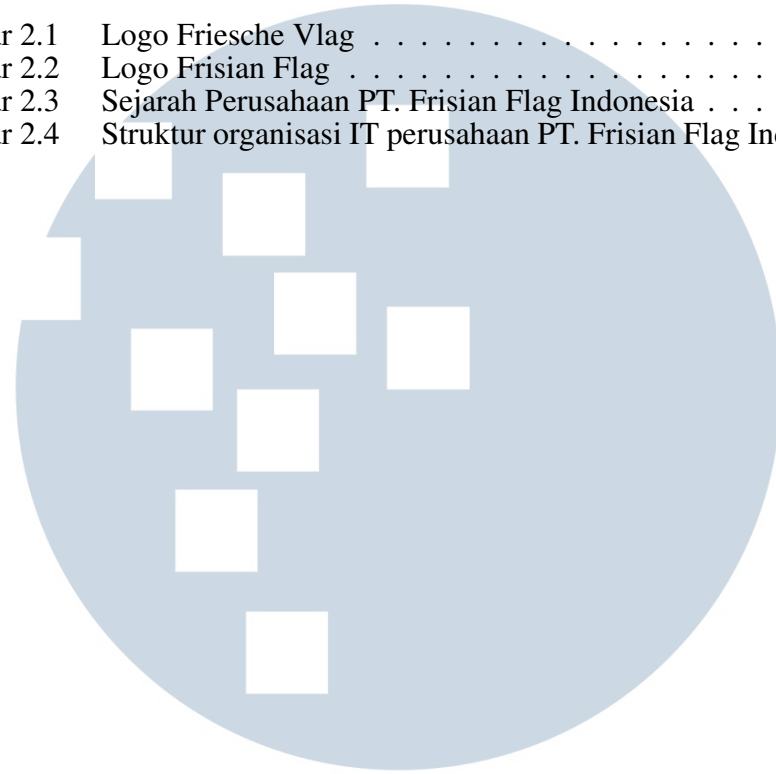 r 2.1 Logo Friesche Vlag . . . . . . . . . . . . . . . . . .
r 2.2 Logo Frisian Flag . . . . . . . . . . . . . . . . . . .
r 2.3 Sejarah Perusahaan PT. Frisian Flag Indonesia . . .
r 2.4 Struktur organisasi IT perusahaan PT. Frisian Flag Ind